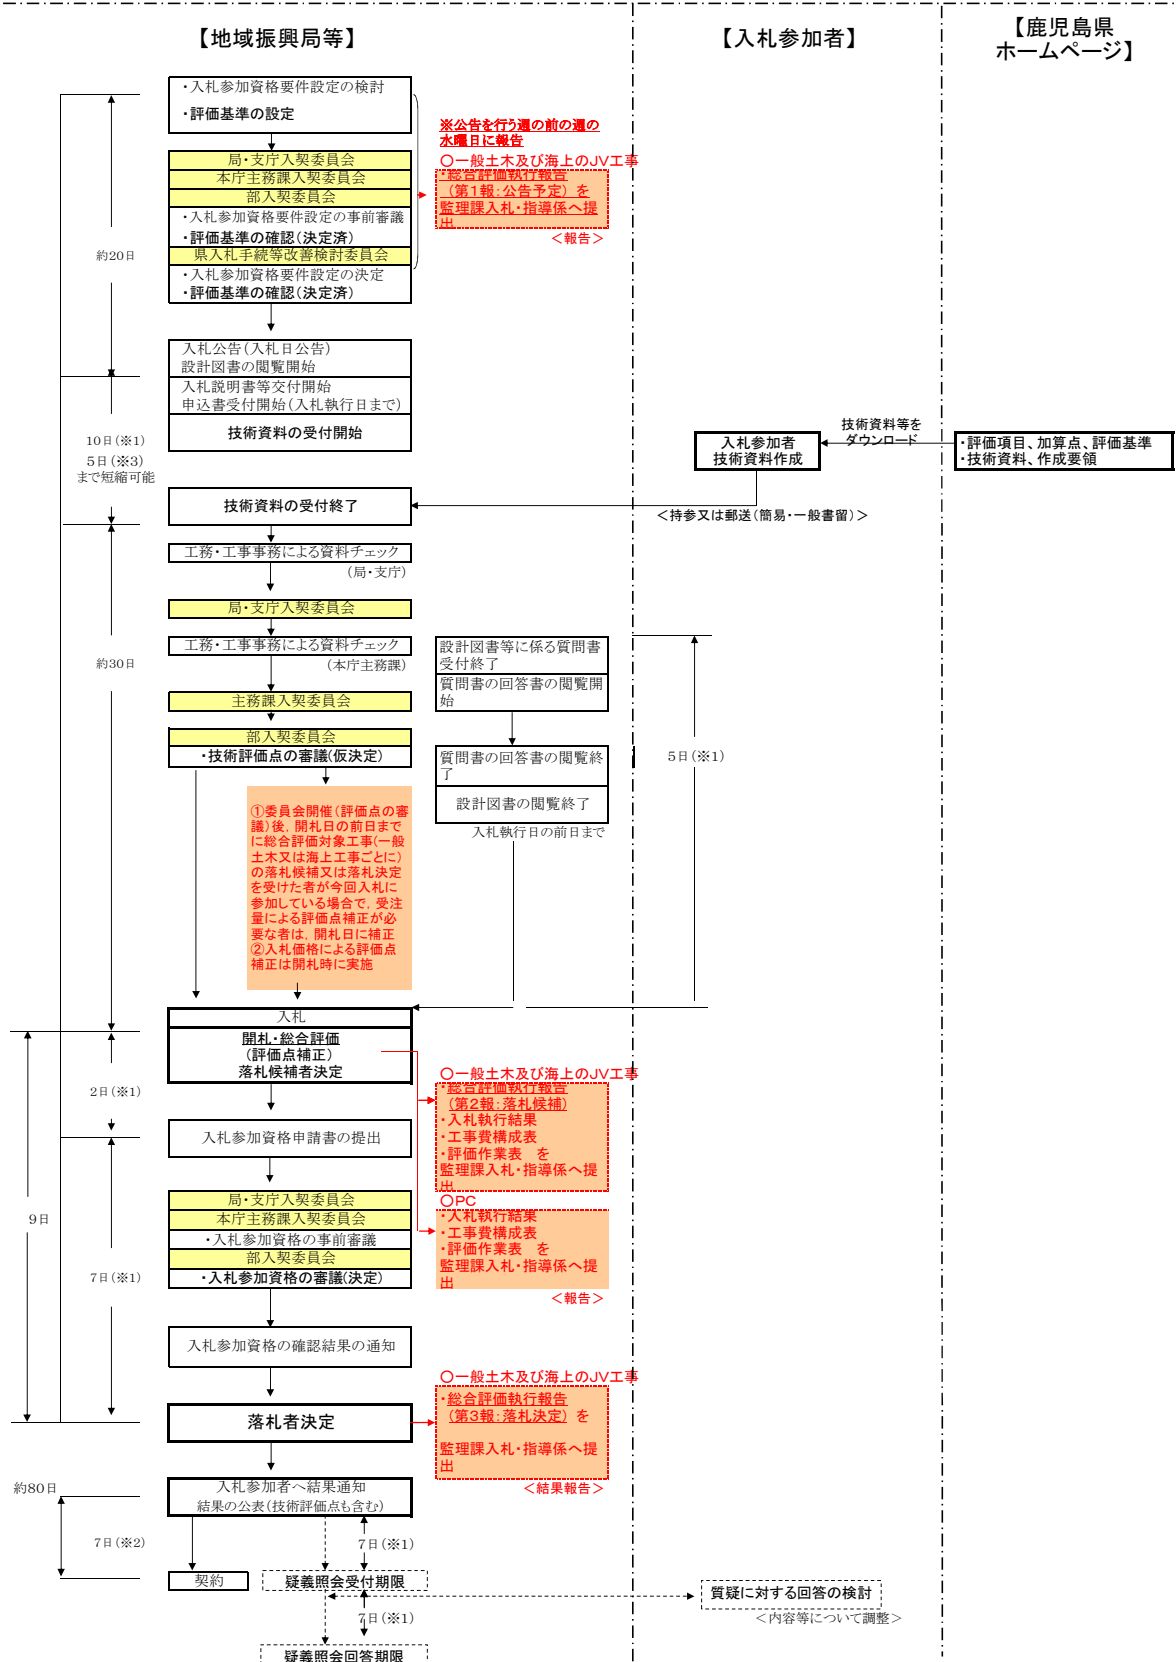 【地域振興局等】
【入札参加者】
【鹿児島県
ホームページ】
・入札参加資格要件設定の検討
・評価基準の設定
※公告を行う週の前の週の
水曜日に報告
○一般土木及び海上のJV工事
・総合評価執行報告
（第1報：公告予定） を
監理課入札・指導係へ提
出
＜報告＞
局・支庁入契委員会
本庁主務課入契委員会
部入契委員会
・入札参加資格要件設定の事前審議
・評価基準の確認（決定済）
県入札手続等改善検討委員会
・入札参加資格要件設定の決定
・評価基準の確認（決定済）
約20日
入札公告（入札日公告）
設計図書の閲覧開始
入札説明書等交付開始
申込書受付開始（入札執行日まで）
技術資料の受付開始
10日（※1）
5日（※3）
まで短縮可能
入札参加者
技術資料作成
技術資料等を
ダウンロード
・評価項目、加算点、評価基準
・技術資料、作成要領
技術資料の受付終了
＜持参又は郵送（簡易・一般書留）＞
工務・工事事務による資料チェック
（局・支庁）
局・支庁入契委員会
工務・工事事務による資料チェック
（本庁主務課）
約30日
設計図書等に係る質問書
受付終了
質問書の回答書の閲覧開
始
主務課入契委員会
部入契委員会
・技術評価点の審議(仮決定）
質問書の回答書の閲覧終
了
設計図書の閲覧終了
入札執行日の前日まで
5日（※1）
①委員会開催（評価点の審
議）後，開札日の前日まで
に総合評価対象工事（一般
土木又は海上工事ごとに）
の落札候補又は落札決定
を受けた者が今回入札に
参加している場合で，受注
量による評価点補正が必
要な者は，開札日に補正
②入札価格による評価点
補正は開札時に実施
入札
開札・総合評価
（評価点補正）
落札候補者決定
2日（※1）
○一般土木及び海上のJV工事
・総合評価執行報告
（第2報：落札候補）
・入札執行結果
・工事費構成表
・評価作業表　を
監理課入札・指導係へ提
出
入札参加資格申請書の提出
○PC
・入札執行結果
・工事費構成表
・評価作業表　を
監理課入札・指導係へ提
出
＜報告＞
局・支庁入契委員会
本庁主務課入契委員会
・入札参加資格の事前審議
部入契委員会
・入札参加資格の審議(決定）
9日
7日（※1）
入札参加資格の確認結果の通知
○一般土木及び海上のJV工事
・総合評価執行報告
（第3報：落札決定） を
監理課入札・指導係へ提
出
＜結果報告＞
落札者決定
約80日
入札参加者へ結果通知
結果の公表（技術評価点も含む）
7日（※2）
7日（※1）
契約
疑義照会受付期限
質疑に対する回答の検討
＜内容等について調整＞
7日（※1）
疑義照会回答期限